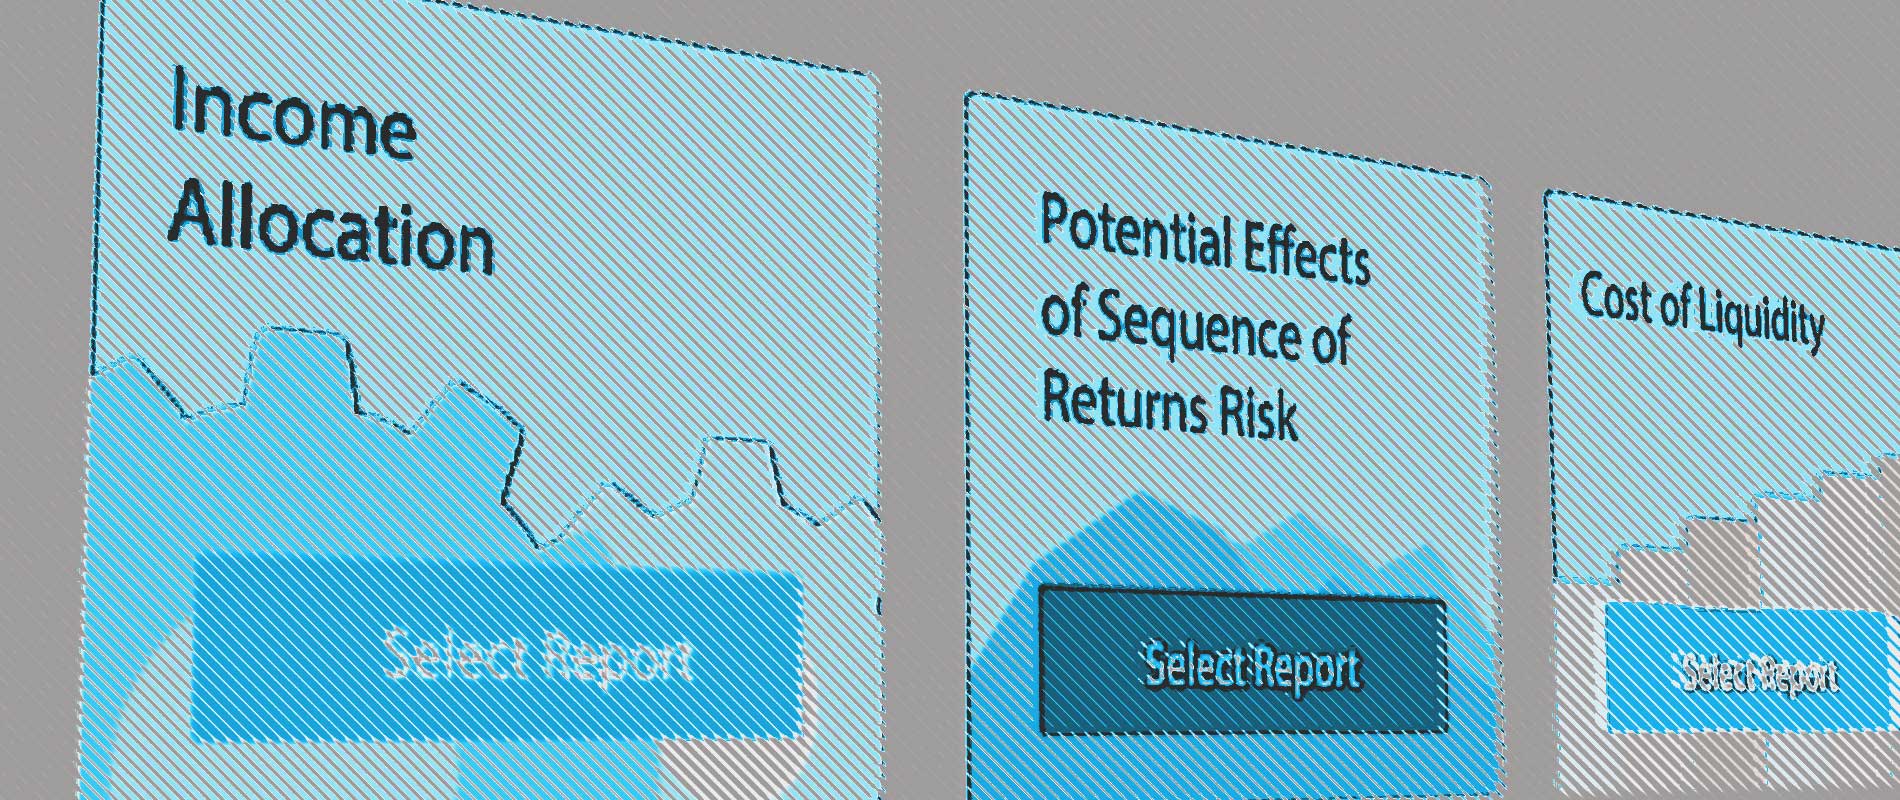 Income
Allocation
Select Report
Potential Effects
of Sequence of
Returns Risk
Select Report
Cost of Liquidity
Select Report